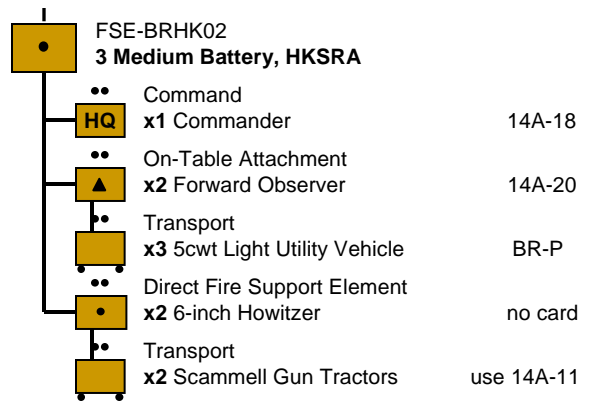 FSE-BRHK02
3 Medium Battery, HKSRA
Command
HQ x1 Commander 14A-18
On-Table Attachment
x2 Forward Observer 14A-20
Transport
x3 5cwt Light Utility Vehicle BR-P
Direct Fire Support Element
x2 6-inch Howitzer no card
Transport
x2 Scammell Gun Tractors use 14A-11